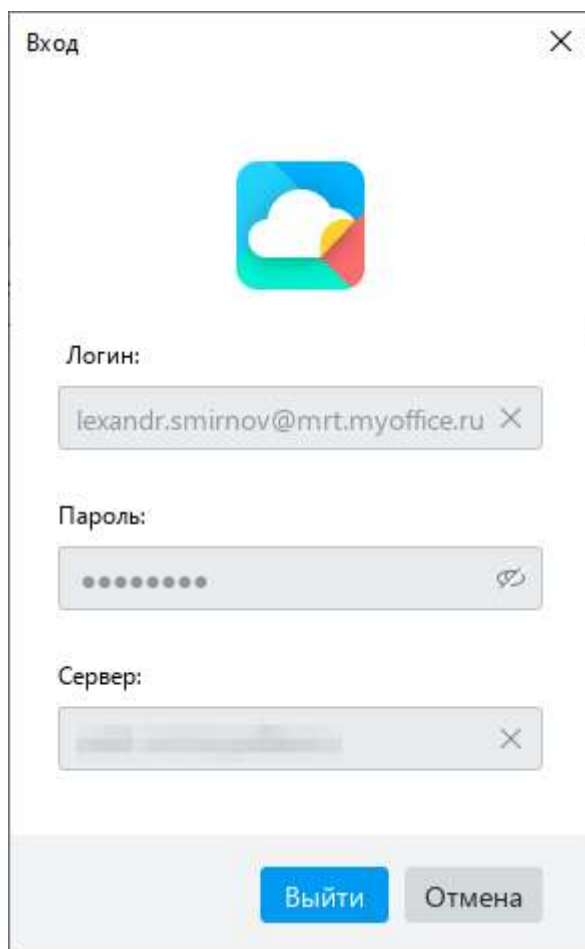 Вход
Логин:
lexandr.smirnov@mrt.myoffice.ru
Пароль:
Сервер:
Выйти Отмена